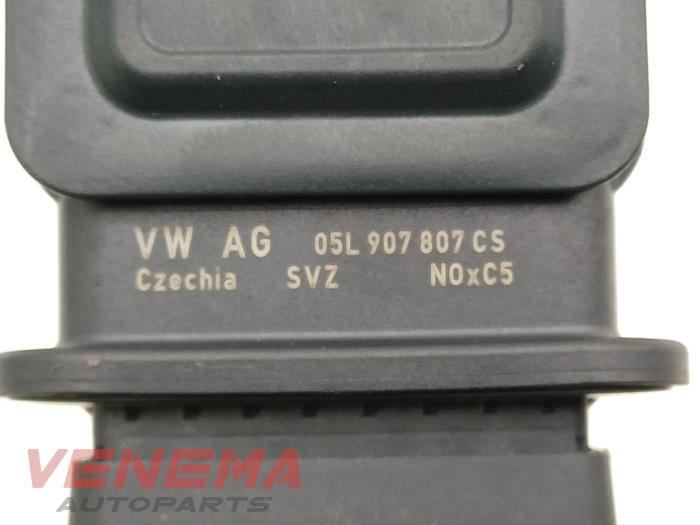 VW AG 05L 907 807 CS
Czechia SVZ NOxC5
VENEMA
AUTOPARTS